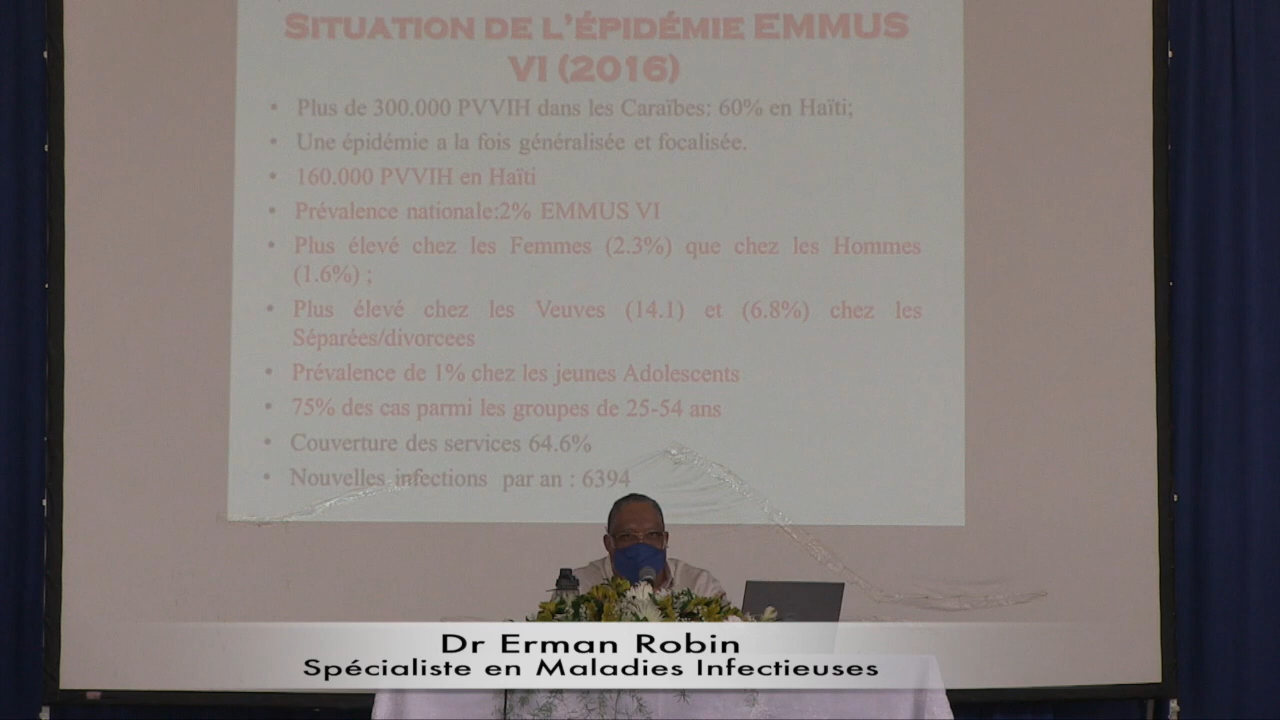 SITUATION DE L'ÉPIDÉMIE EMMUS
VI (2016)
• Plus de 300.000 PVVIH dans les Caraïbes: 60% en Haïti;
• Une épidémie a la fois généralisée et focalisée.
• 160.000 PVVIH en Haïti
• Prévalence nationale:2% EMMUS VI
• Plus élevé chez les Femmes (2.3%) que chez les Hommes
(1.6%) ;
• Plus élevé chez les Veuves (14.1) et (6.8%) chez les
Séparées/divorcees
• Prévalence de 1% chez les jeunes Adolescents
• 75% des cas parmi les groupes de 25-54 ans
• Couverture des services 64.6%
• Nouvelles infections par an : 6394
Dr Erman Robin
Spécialiste en Maladies Infectieuses